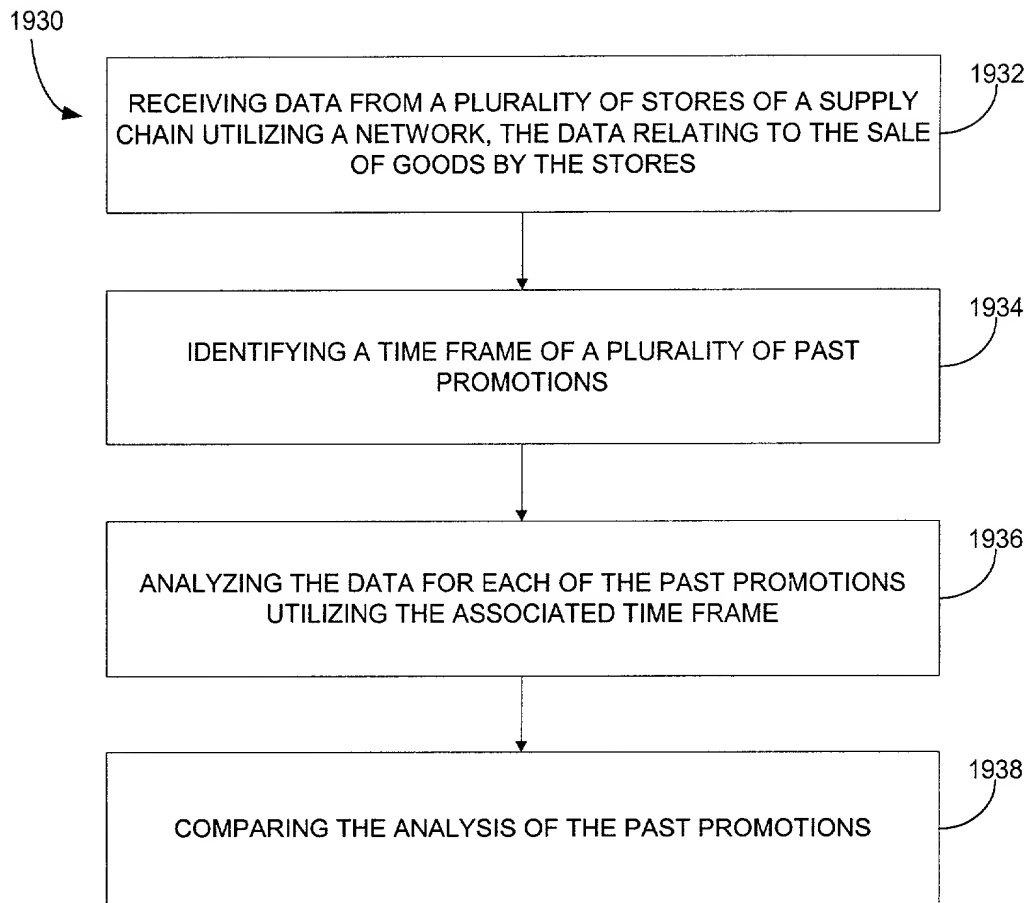 1930
1932
RECEIVING DATA FROM A PLURALITY OF STORES OF A SUPPLY
CHAIN UTILIZING A NETWORK, THE DATA RELATING TO THE SALE
OF GOODS BY THE STORES
1934
IDENTIFYING A TIME FRAME OF A PLURALITY OF PAST
PROMOTIONS
1936
ANALYZING THE DATA FOR EACH OF THE PAST PROMOTIONS
UTILIZING THE ASSOCIATED TIME FRAME
1938
COMPARING THE ANALYSIS OF THE PAST PROMOTIONS